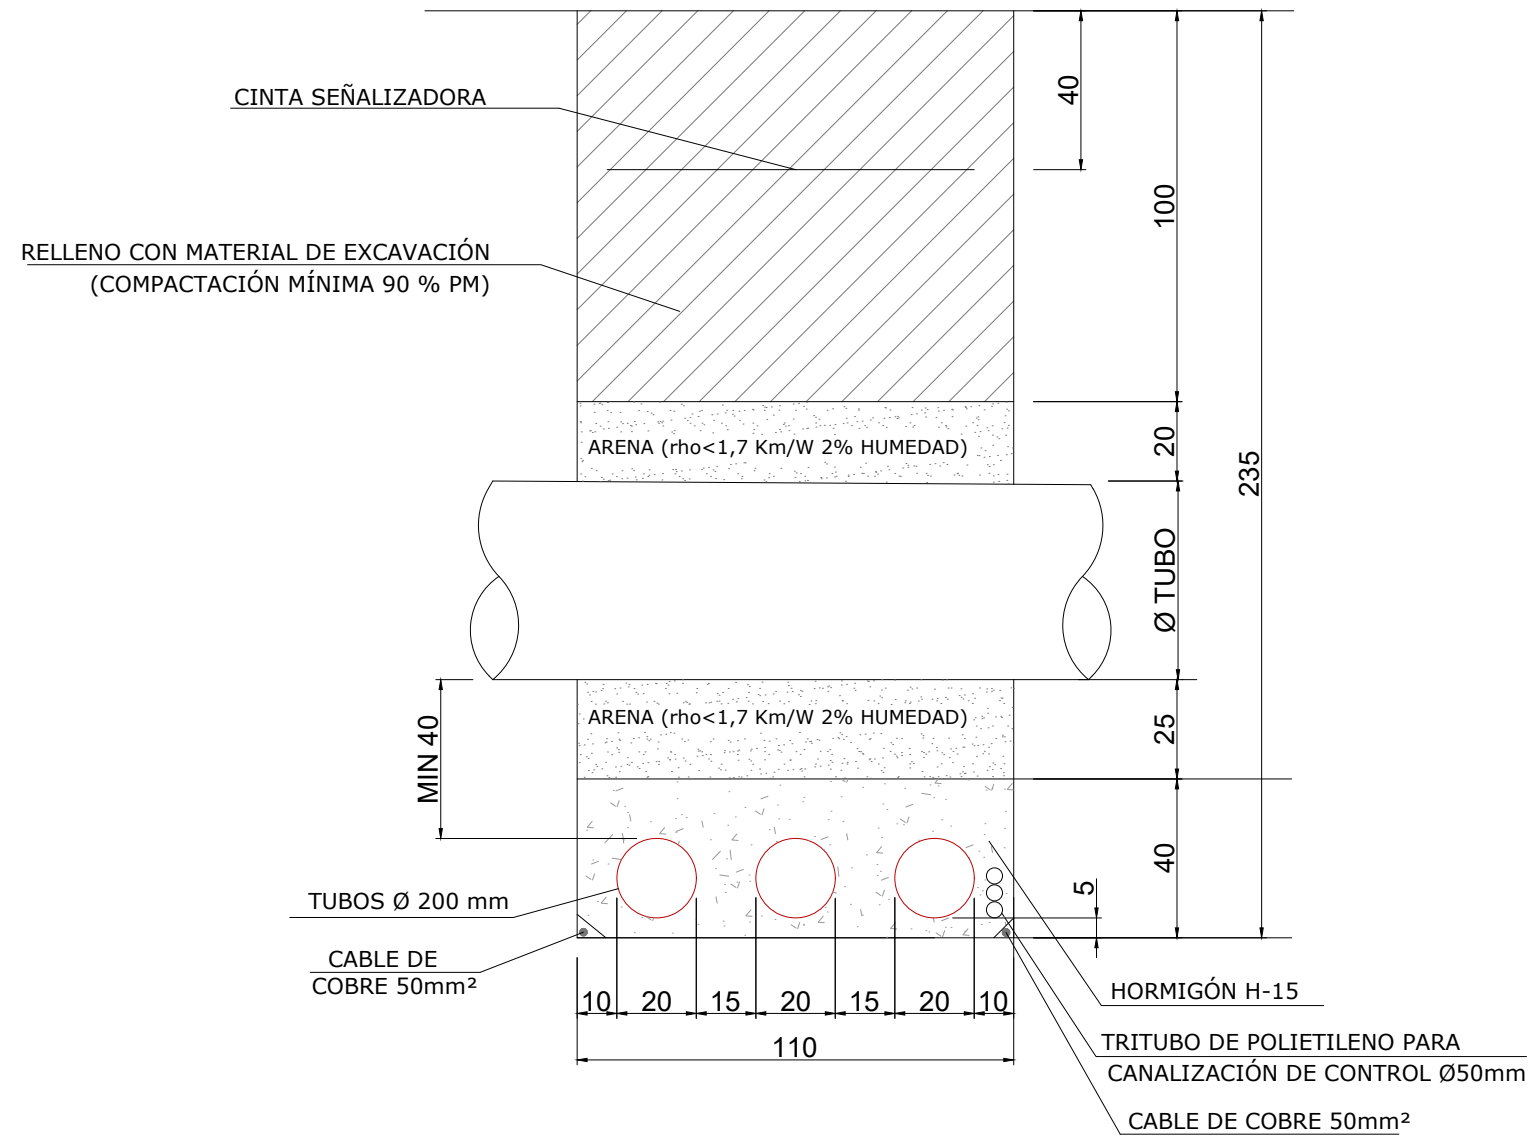 40
CINTA SEÑALIZADORA
100
RELLENO CON MATERIAL DE EXCAVACIÓN
(COMPACTACIÓN MÍNIMA 90 % PM)
ARENA (rho<1,7 Km/W 2% HUMEDAD)
20
235
Ø TUBO
ARENA (rho<1,7 Km/W 2% HUMEDAD)
25
MIN 40
40
5
TUBOS Ø 200 mm
CABLE DE
COBRE 50mm²
10 20 15 20 15 20 10
110
HORMIGÓN H-15
TRITUBO DE POLIETILENO PARA
CANALIZACIÓN DE CONTROL Ø50mm
CABLE DE COBRE 50mm²